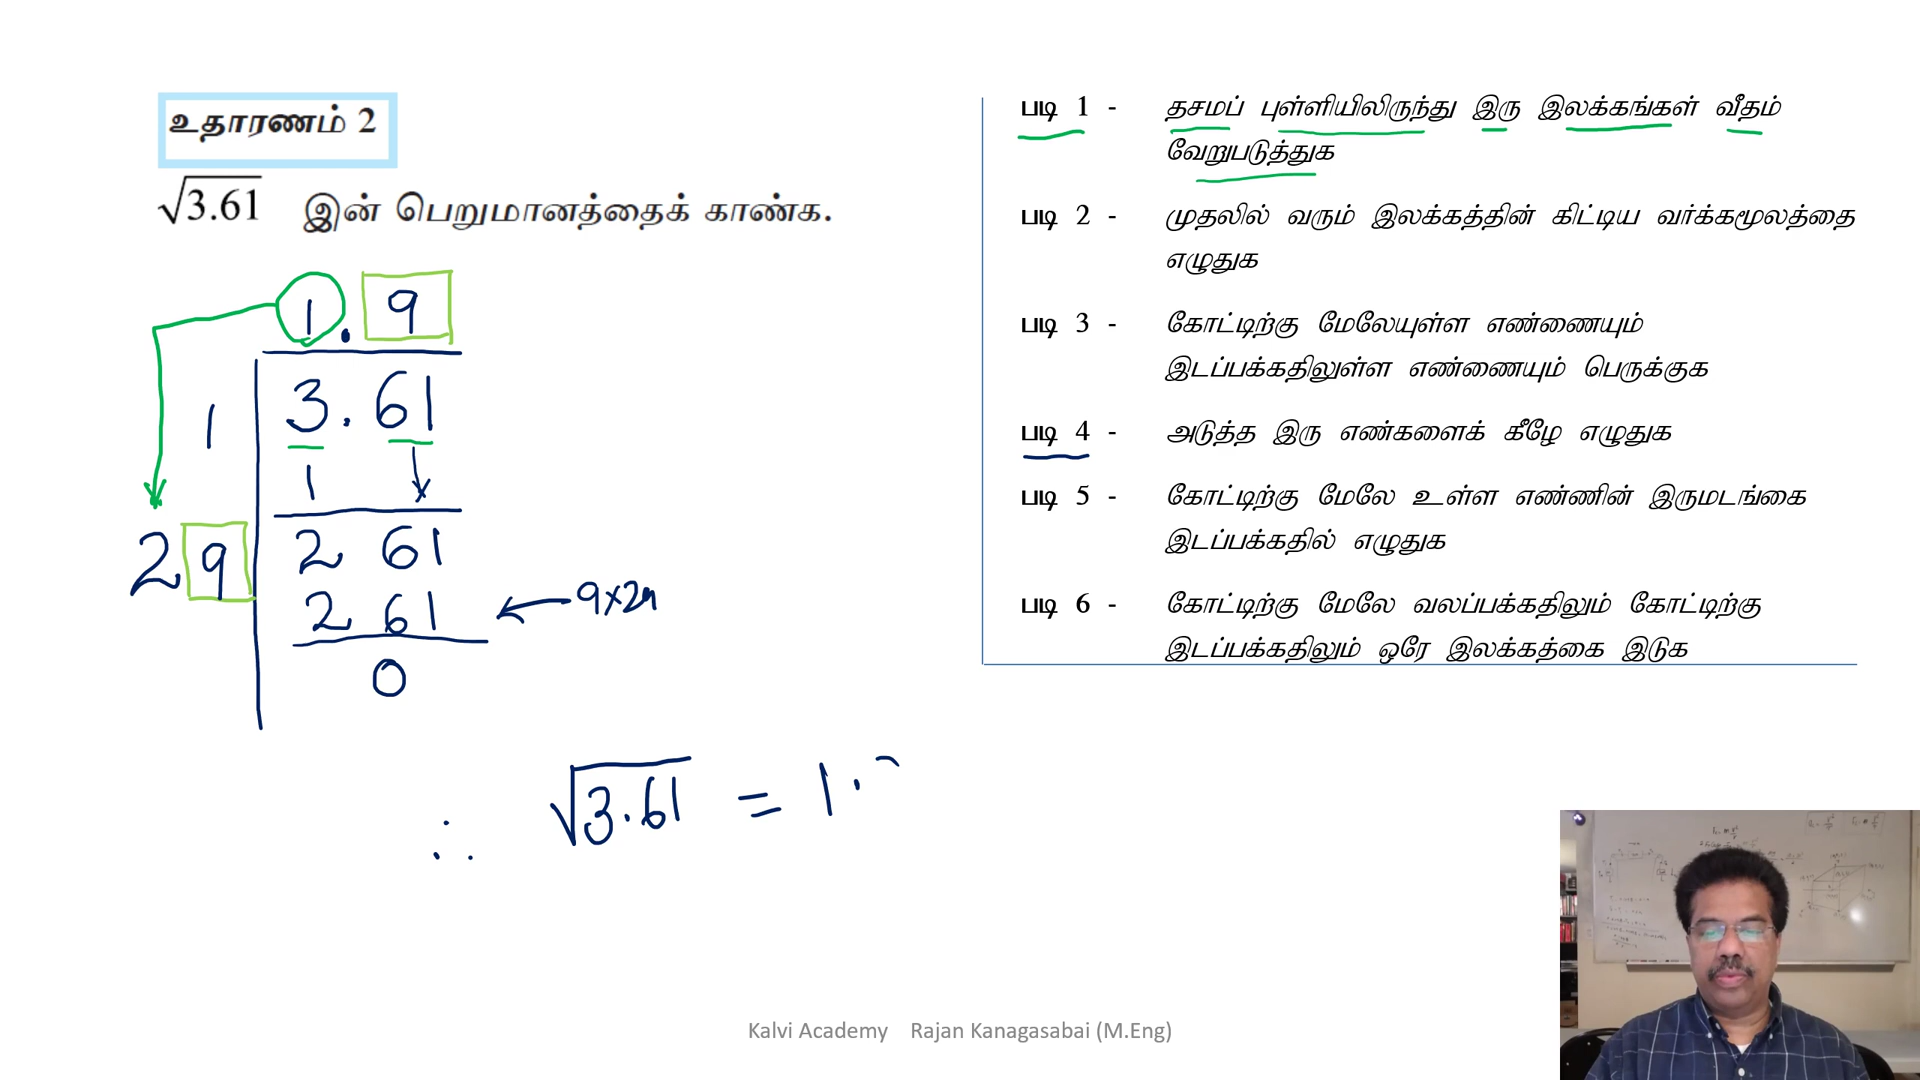 உதாரணம் 2
√3.61 இன் பெறுமானத்தைக் காண்க.
1.9
1 3.61
1
29 2 61
2 61 ← 9×29
0
∴ √3.61 = 1.
படி 1 - தசமப் புள்ளியிலிருந்து இரு இலக்கங்கள் வீதம்
வேறுபடுத்துக
படி 2 - முதலில் வரும் இலக்கத்தின் கிட்டிய வர்க்கமூலத்தை
எழுதுக
படி 3 - கோட்டிற்கு மேலேயுள்ள எண்ணையும்
இடப்பக்கதிலுள்ள எண்ணையும் பெருக்குக
படி 4 - அடுத்த இரு எண்களைக் கீழே எழுதுக
படி 5 - கோட்டிற்கு மேலே உள்ள எண்ணின் இருமடங்கை
இடப்பக்கதில் எழுதுக
படி 6 - கோட்டிற்கு மேலே வலப்பக்கதிலும் கோட்டிற்கு
இடப்பக்கதிலும் ஒரே இலக்கத்தை இடுக
Kalvi Academy Rajan Kanagasabai (M.Eng)